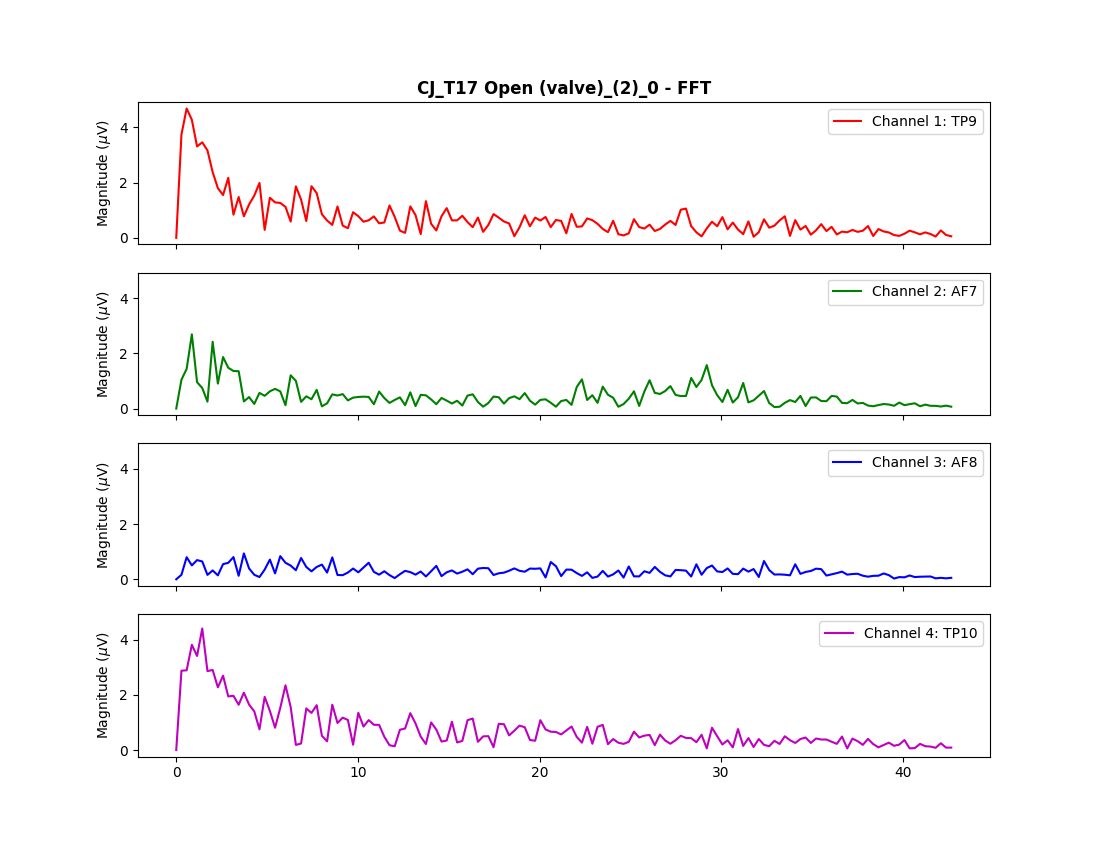 CJ_T17 Open (valve)_(2)_0 - FFT
Magnitude (μV)
4
2
0
Channel 1: TP9
Magnitude (μV)
4
2
0
Channel 2: AF7
Magnitude (μV)
4
2
0
Channel 3: AF8
Magnitude (μV)
4
2
0
Channel 4: TP10
0 10 20 30 40